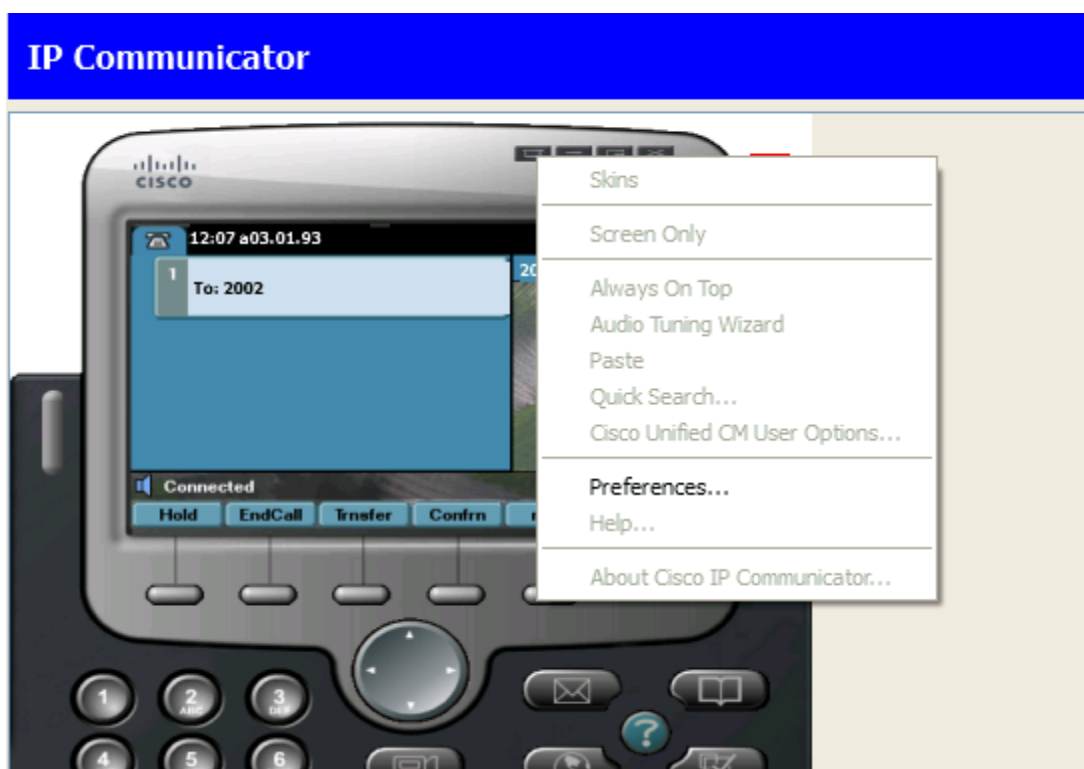 IP Communicator
CISCO
Skins
12:07 a03.01.93
Screen Only
20
1
To: 2002
Always On Top
Audio Tuning Wizard
Paste
Quick Search...
Cisco Unified CM User Options...
Connected
Preferences...
Hold EndCall Trnsfer Confrn
Help...
About Cisco IP Communicator...
1 2 ABC 3 DEF
?
4 5 6